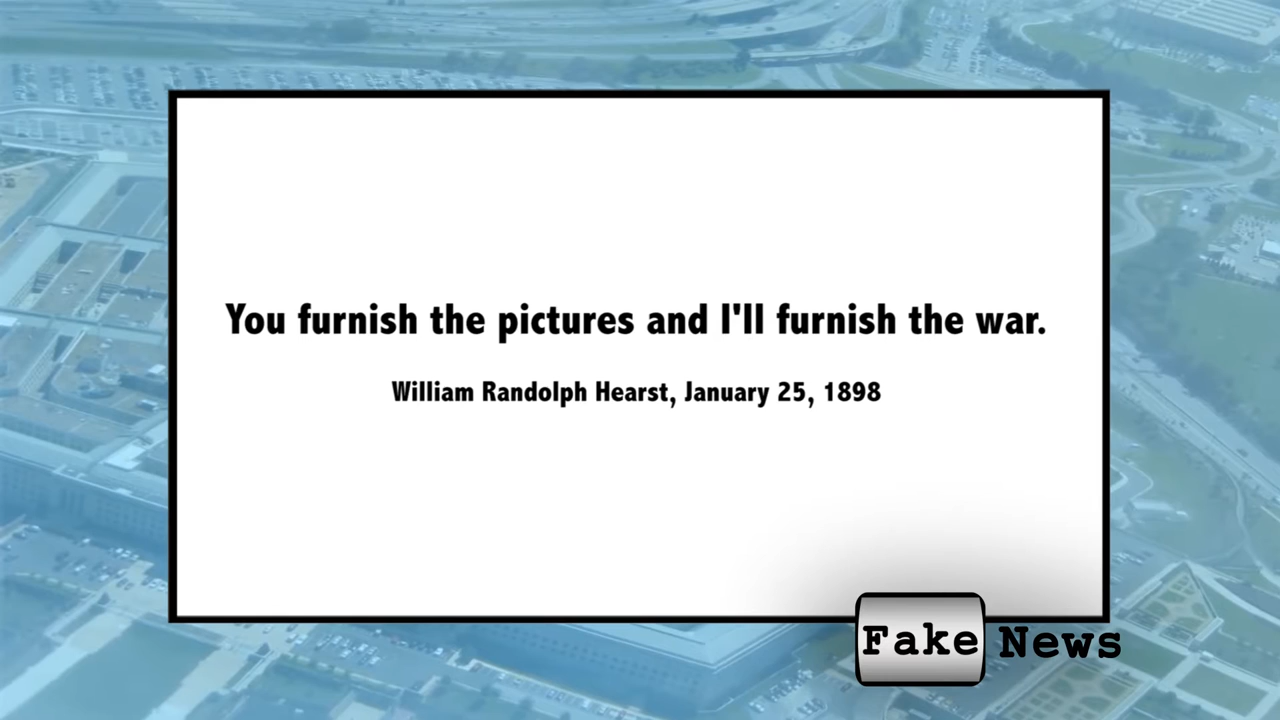 You furnish the pictures and I'll furnish the war.
William Randolph Hearst, January 25, 1898
Fake News